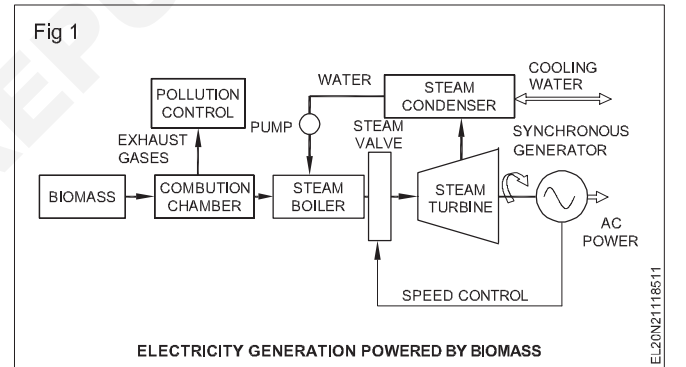 Fig 1
POLLUTION
CONTROL
EXHAUST
GASES
BIOMASS
COMBUTION
CHAMBER
WATER
PUMP
STEAM
BOILER
STEAM
VALVE
STEAM
CONDENSER
COOLING
WATER
STEAM
TURBINE
SYNCHRONOUS
GENERATOR
AC
POWER
SPEED CONTROL
ELECTRICITY GENERATION POWERED BY BIOMASS
EL20N21118511